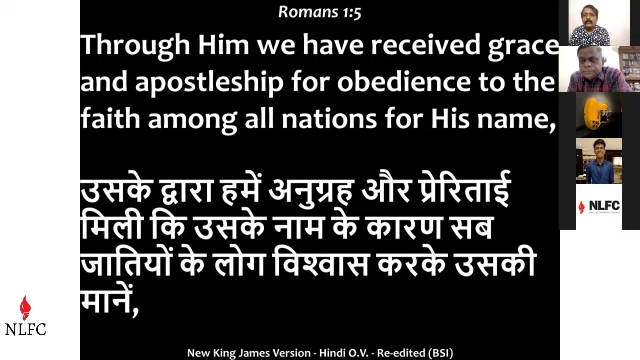 Romans 1:5
Through Him we have received grace
and apostleship for obedience to the
faith among all nations for His name,
उसके द्वारा हमें अनुग्रह और प्रेरिताई
मिली कि उसके नाम के कारण सब
जातियों के लोग विश्वास करके उसकी
मानें,
New King James Version - Hindi O.V. - Re-edited (BSI)
NLFC
NLFC